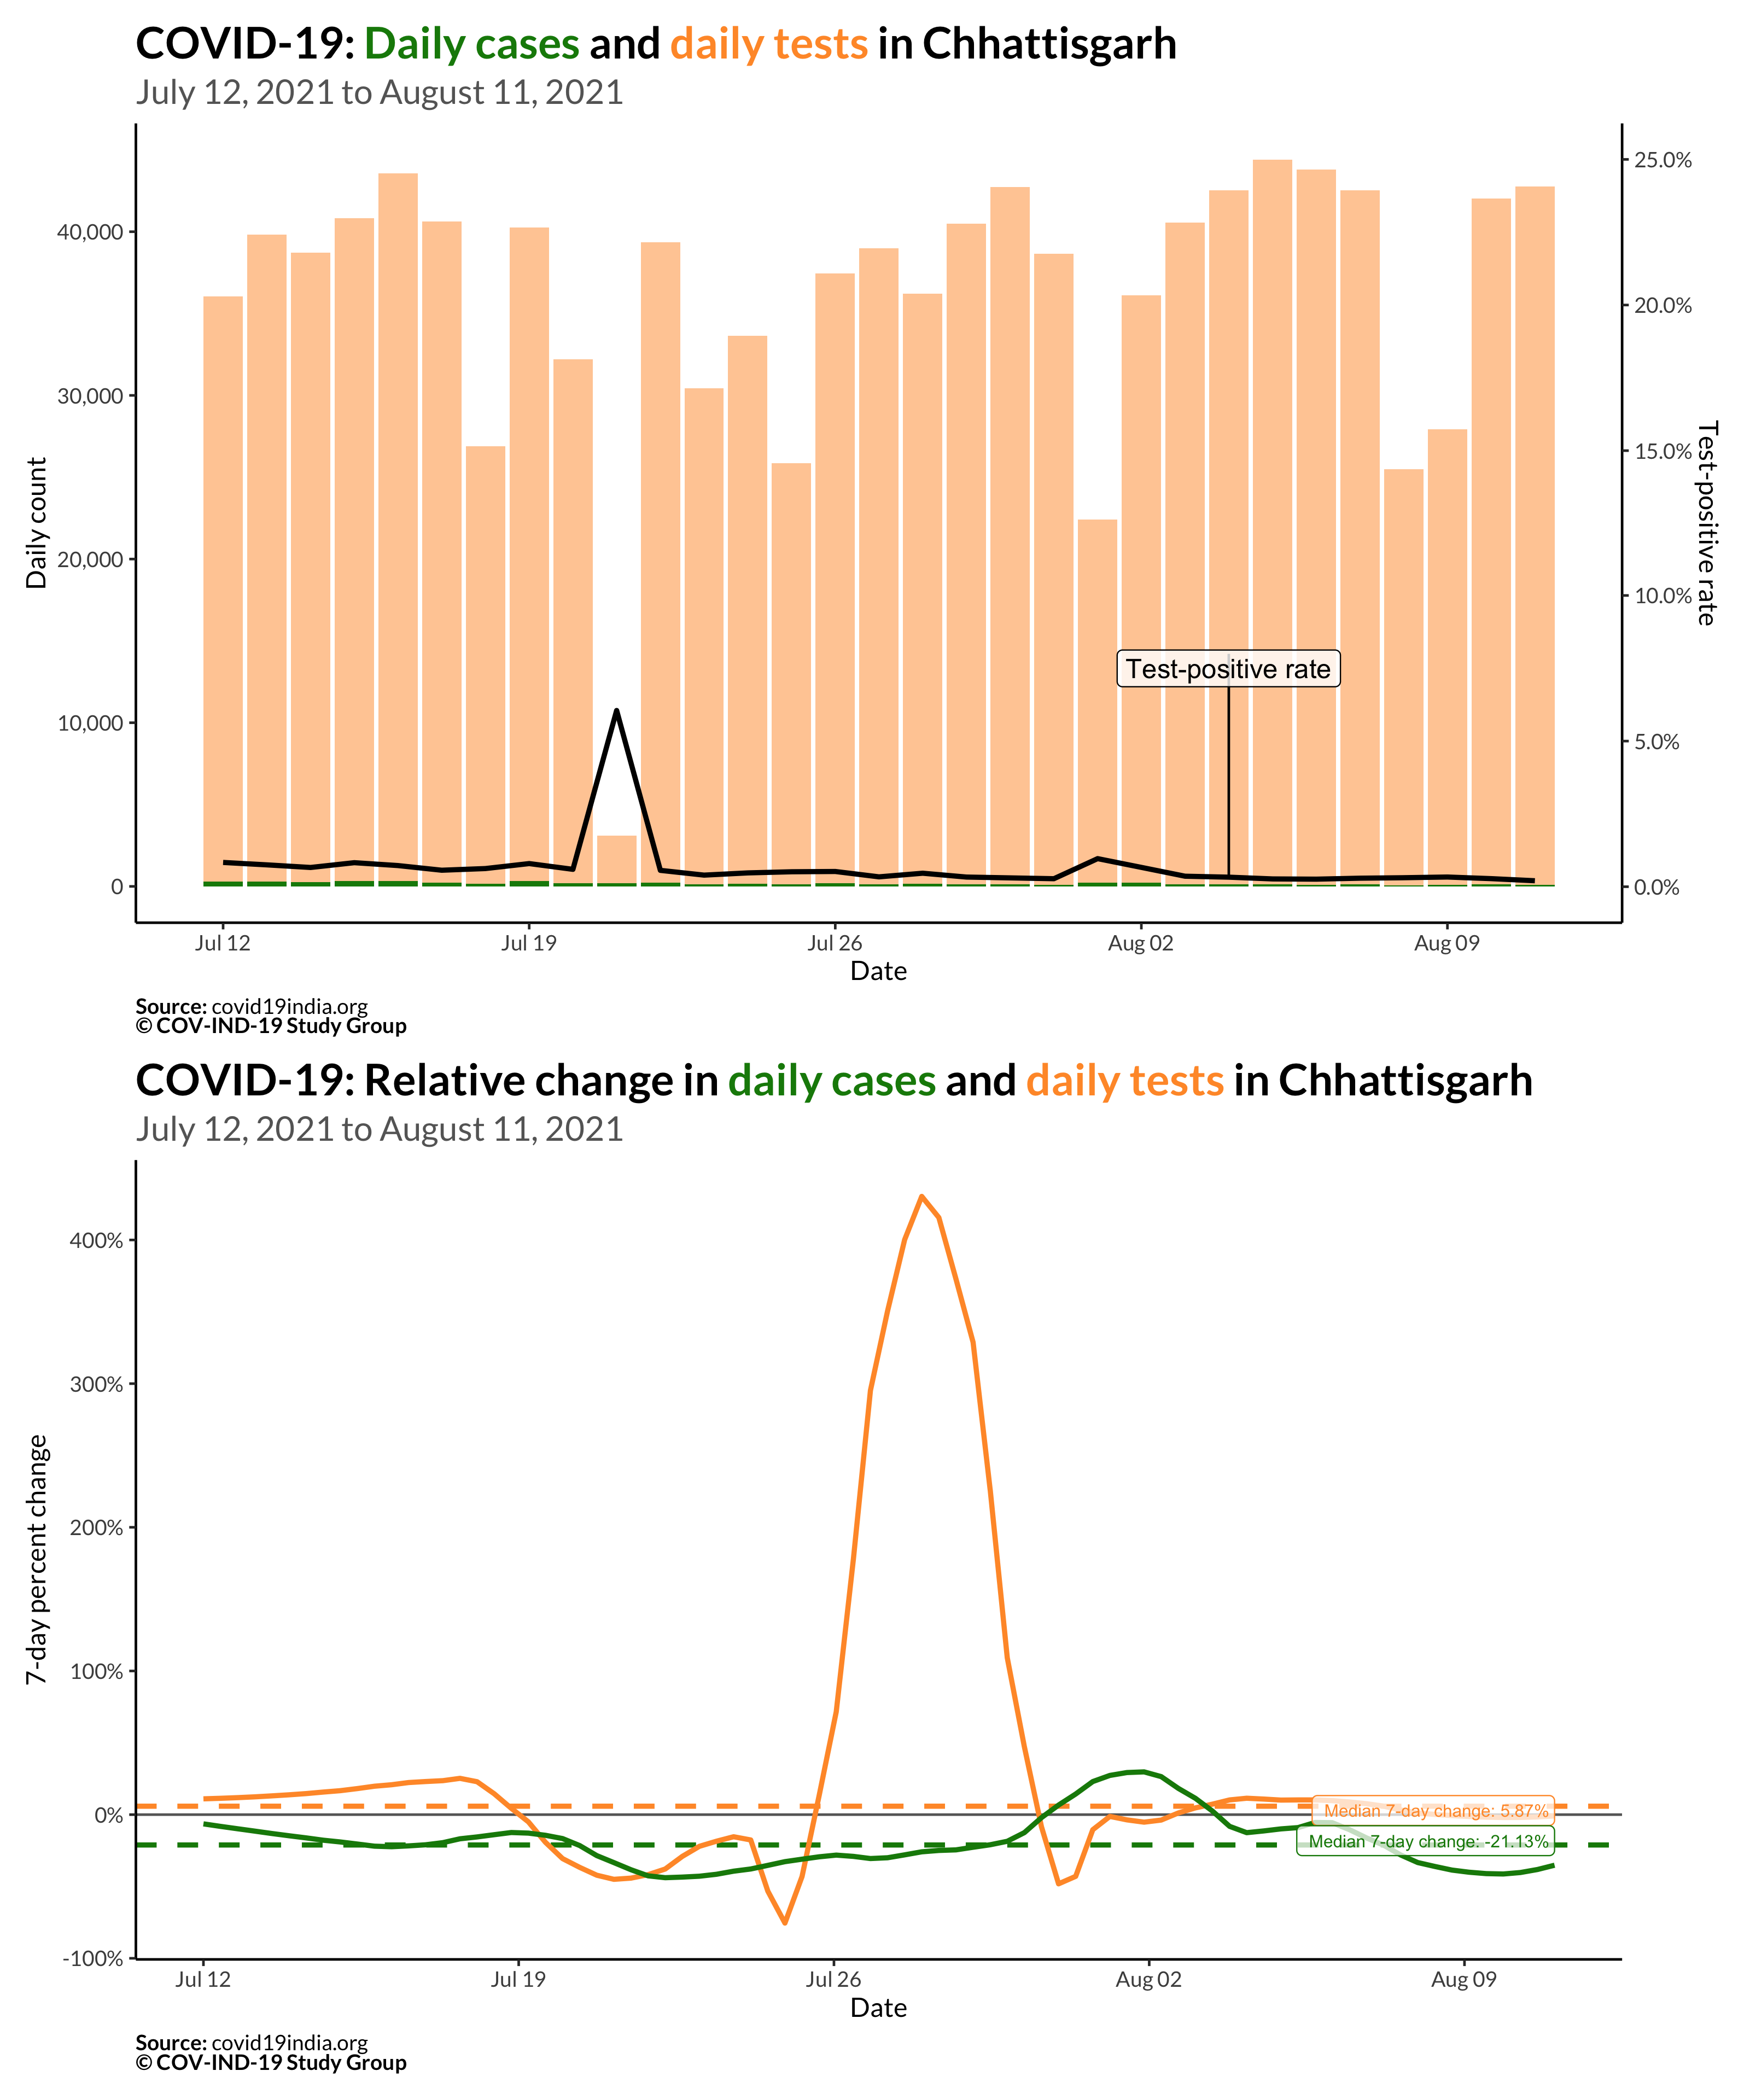 COVID-19: Daily cases and daily tests in Chhattisgarh
July 12, 2021 to August 11, 2021
Daily count
40,000
30,000
20,000
10,000
0
25.0%
20.0%
15.0%
10.0%
5.0%
0.0%
Test-positive rate
Test-positive rate
Jul 12
Jul 19
Jul 26
Aug 02
Aug 09
Date
Source: covid19india.org
© COV-IND-19 Study Group
COVID-19: Relative change in daily cases and daily tests in Chhattisgarh
July 12, 2021 to August 11, 2021
7-day percent change
400%
300%
200%
100%
0%
-100%
Median 7-day change: 5.87%
Median 7-day change: -21.13%
Jul 12
Jul 19
Jul 26
Aug 02
Aug 09
Date
Source: covid19india.org
© COV-IND-19 Study Group